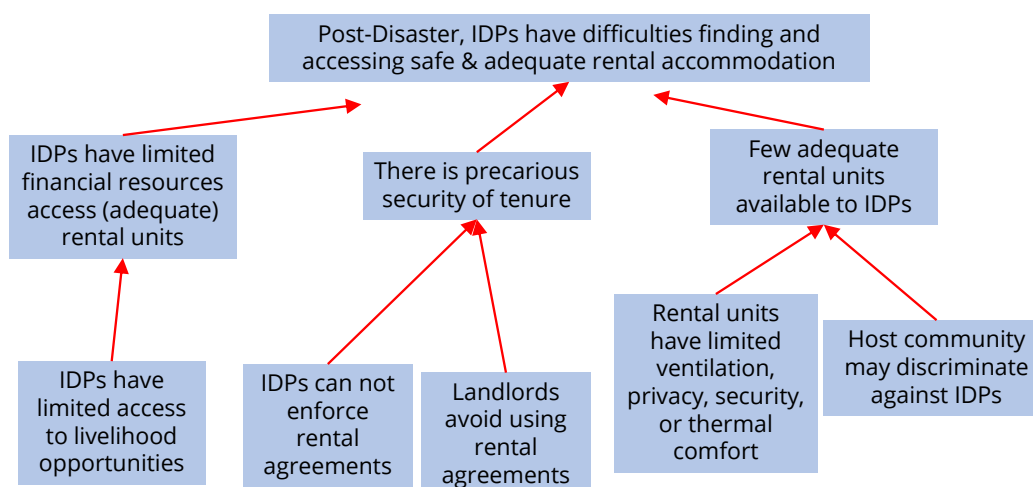 Post-Disaster, IDPs have difficulties finding and
accessing safe & adequate rental accommodation
IDPs have limited
financial resources
access (adequate)
rental units
There is precarious
security of tenure
Few adequate
rental units
available to IDPs
IDPs have
limited access
to livelihood
opportunities
IDPs can not
enforce
rental
agreements
Landlords
avoid using
rental
agreements
Rental units
have limited
ventilation,
privacy, security,
or thermal
comfort
Host community
may discriminate
against IDPs